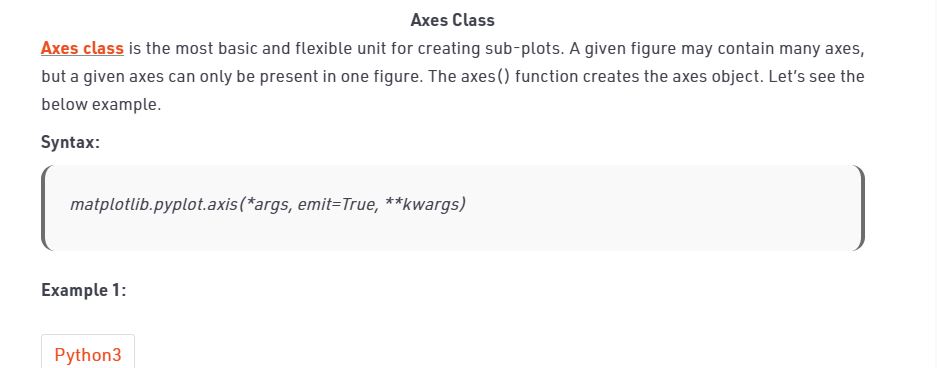 Axes Class
Axes class is the most basic and flexible unit for creating sub-plots. A given figure may contain many axes,
but a given axes can only be present in one figure. The axes() function creates the axes object. Let’s see the
below example.
Syntax:
matplotlib.pyplot.axis(*args, emit=True, **kwargs)
Example 1:
Python3